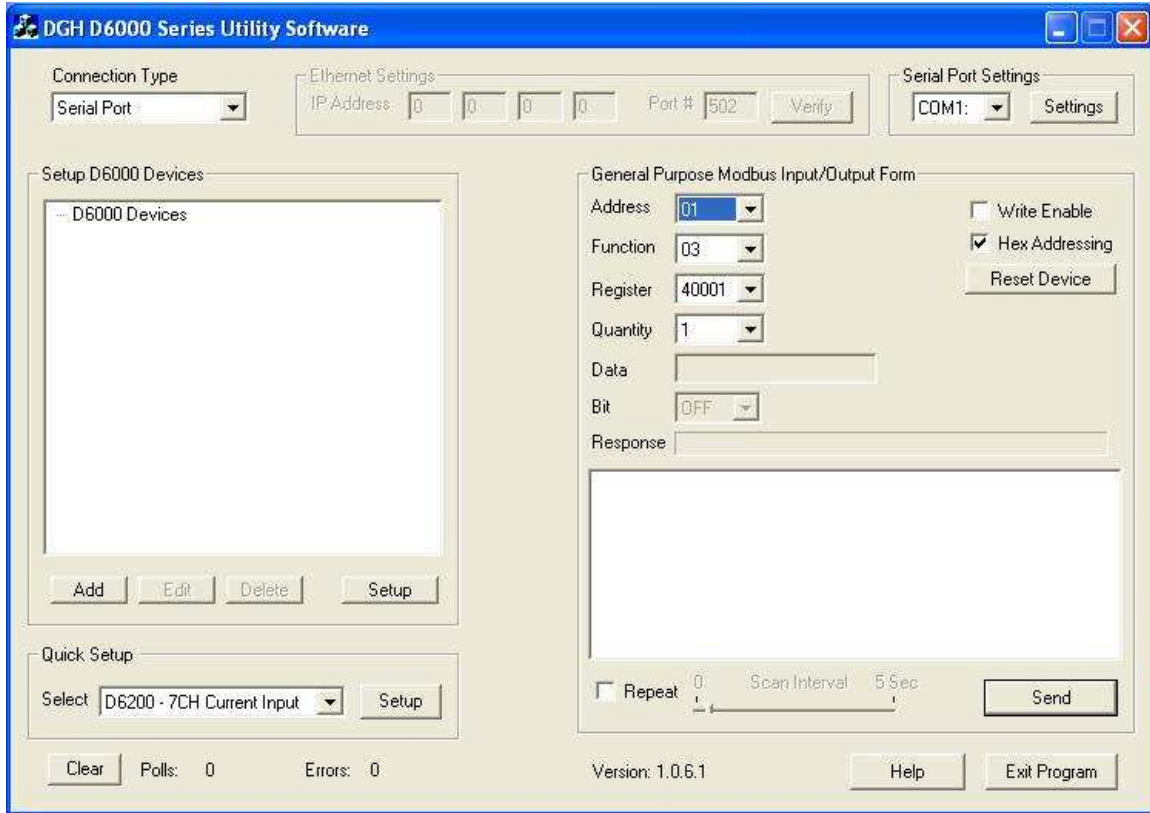 DGH D6000 Series Utility Software
Connection Type
Serial Port
Ethernet Settings
IP Address 0 0 0 0 Port # 502 Verify
Serial Port Settings
COM1: Settings
Setup D6000 Devices
D6000 Devices
Add Edit Delete Setup
Quick Setup
Select D6200 - 7CH Current Input Setup
Clear Polls: 0 Errors: 0
General Purpose Modbus Input/Output Form
Address 01
Write Enable
Function 03
Hex Addressing
Register 40001
Reset Device
Quantity 1
Data
Bit OFF
Response
Repeat 0 Scan Interval 5 Sec
Send
Version: 1.0.6.1 Help Exit Program